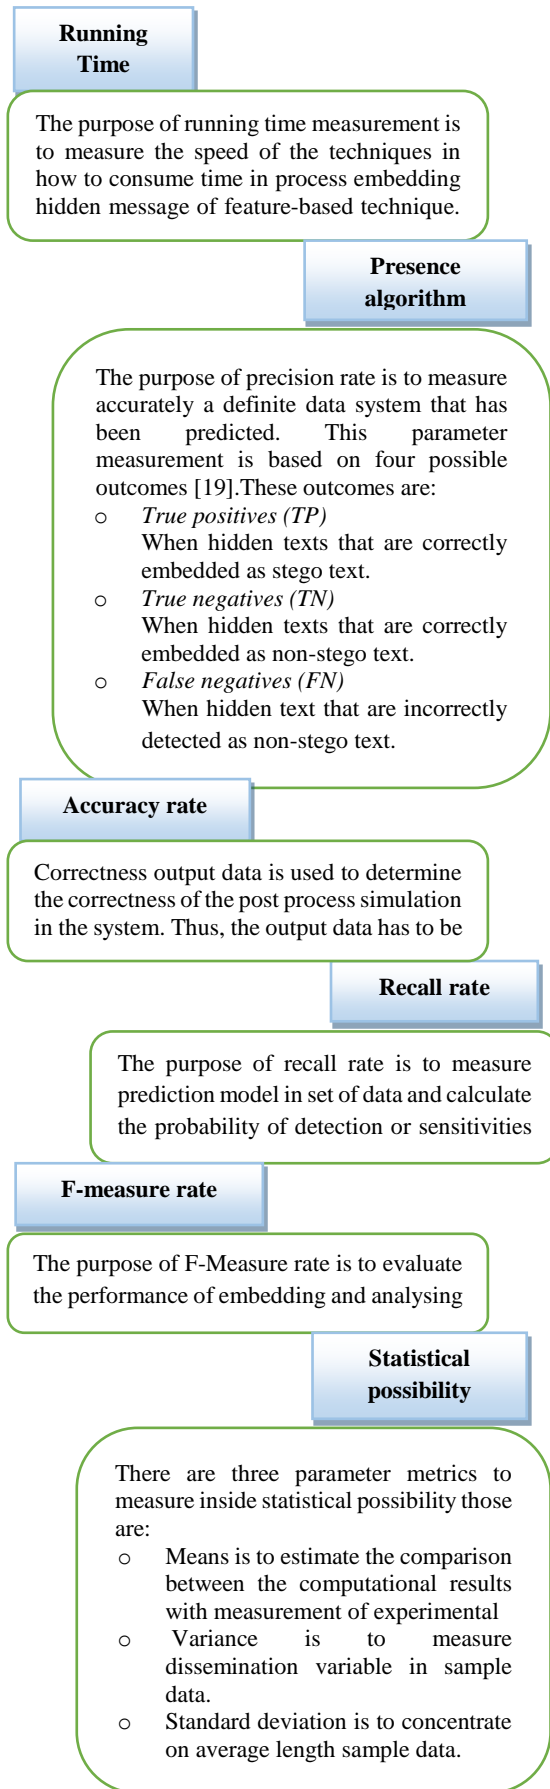 Running
Time
The purpose of running time measurement is
to measure the speed of the techniques in
how to consume time in process embedding
hidden message of feature-based technique.
Presence
algorithm
The purpose of precision rate is to measure
accurately a definite data system that has
been predicted. This parameter
measurement is based on four possible
outcomes [19].These outcomes are:
o True positives (TP)
When hidden texts that are correctly
embedded as stego text.
o True negatives (TN)
When hidden texts that are correctly
embedded as non-stego text.
o False negatives (FN)
When hidden text that are incorrectly
detected as non-stego text.
Accuracy rate
Correctness output data is used to determine
the correctness of the post process simulation
in the system. Thus, the output data has to be
Recall rate
The purpose of recall rate is to measure
prediction model in set of data and calculate
the probability of detection or sensitivities
F-measure rate
The purpose of F-Measure rate is to evaluate
the performance of embedding and analysing
Statistical
possibility
There are three parameter metrics to
measure inside statistical possibility those
are:
o Means is to estimate the comparison
between the computational results
with measurement of experimental
o Variance is to measure
dissemination variable in sample
data.
o Standard deviation is to concentrate
on average length sample data.